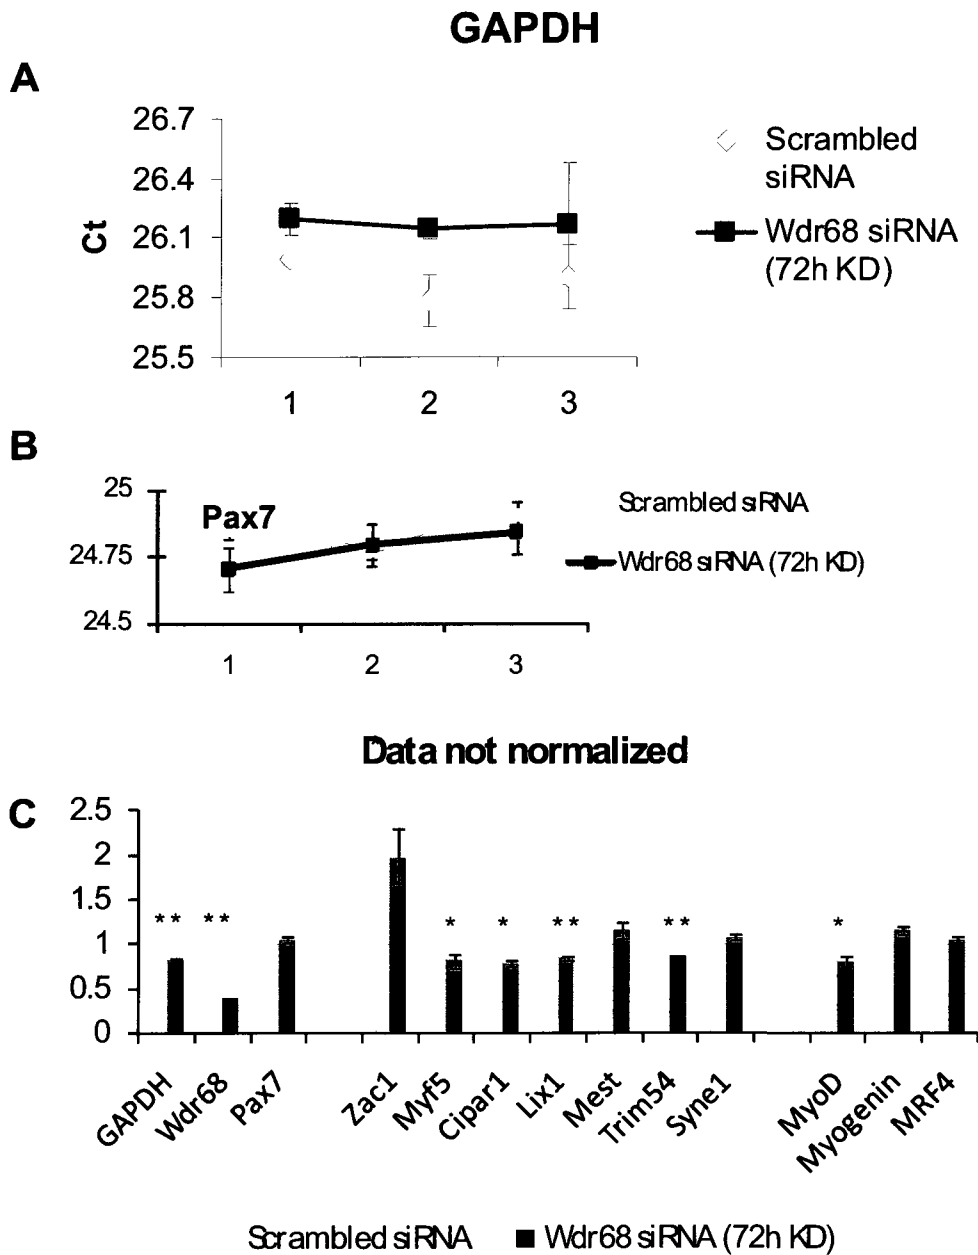 GAPDH
A
26.7
26.4
26.1
25.8
25.5
Ct
1 2 3
Scrambled
siRNA
Wdr68 siRNA
(72h KD)
B
25
24.75
24.5
Pax7
1 2 3
Scrambled siRNA
Wdr68 siRNA (72h KD)
Data not normalized
C
2.5
2
1.5
1
0.5
0
** ** * * ** ** *
GAPDH
Wdr68
Pax7
Zac1
Myf5
Cipar1
Lix1
Mest
Trim54
Syne1
MyoD
Myogenin
MRF4
Scrambled siRNA Wdr68 siRNA (72h KD)